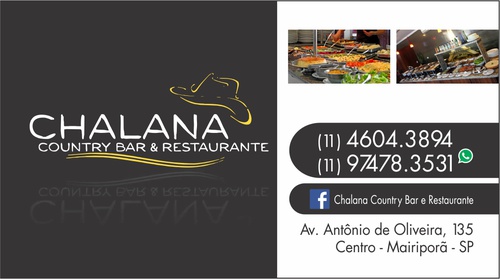 CHALANA
COUNTRY BAR & RESTAURANTE
(11) 4604.3894
(11) 97478.3531
Chalana Country Bar e Restaurante
Av. Antônio de Oliveira, 135
Centro - Mairiporã - SP